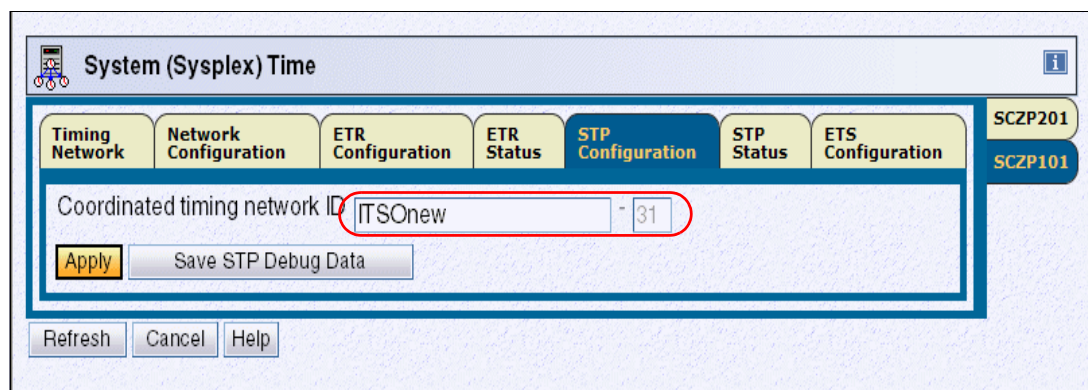 System (Sysplex) Time
i
SCZP201
SCZP101
Timing Network
Network Configuration
ETR Configuration
ETR Status
STP Configuration
STP Status
ETS Configuration
Coordinated timing network ID ITSOnew - 31
Apply Save STP Debug Data
Refresh Cancel Help